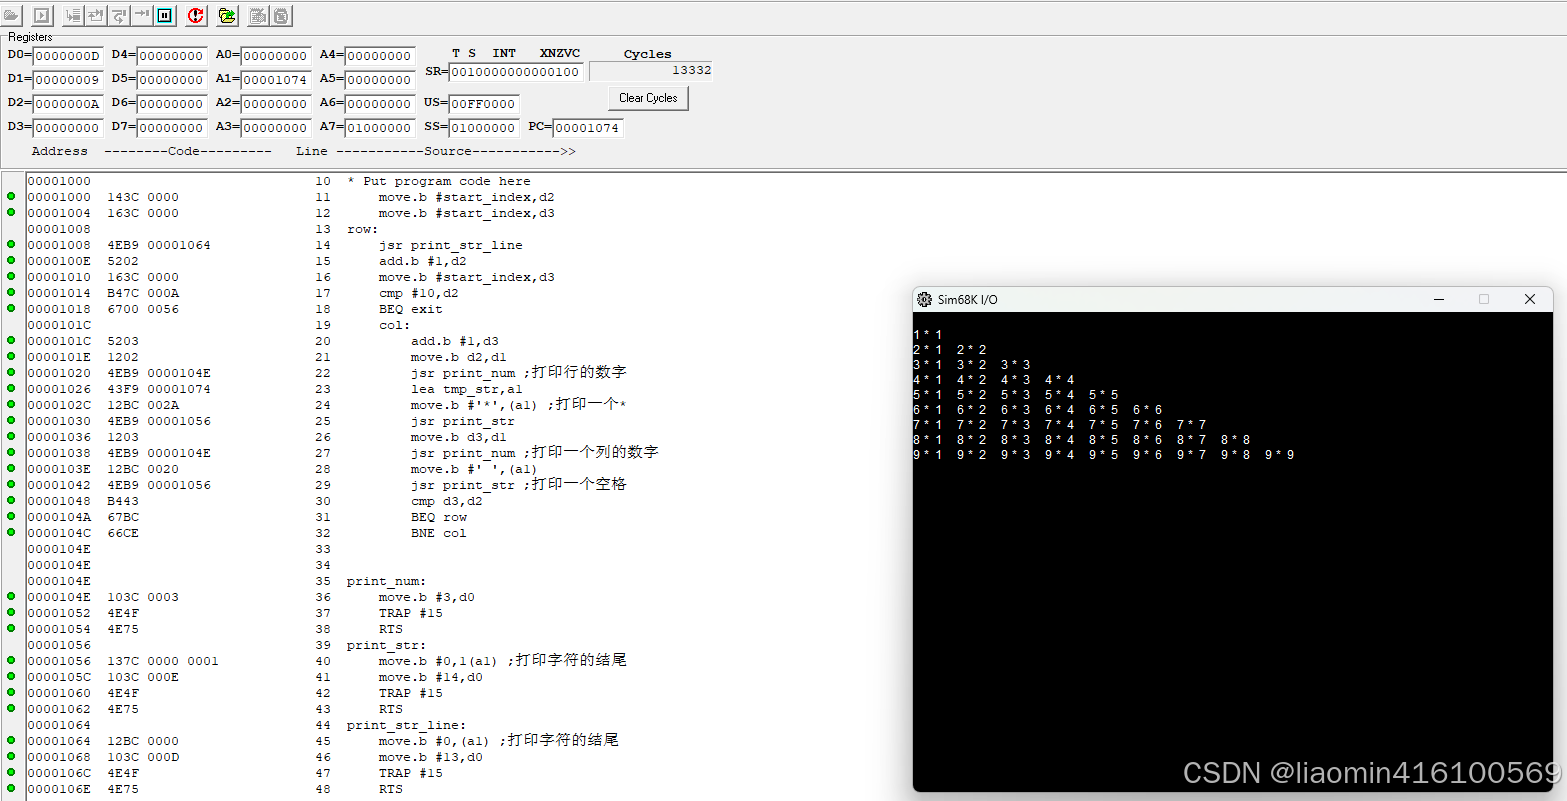 Registers
D0= 0000000D D4= 00000000 A0= 00000000 A4= 00000000 T S INT XNZVC Cycles
D1= 00000009 D5= 00000000 A1= 00001074 A5= 00000000 SR= 0010000000000100 13332
D2= 0000000A D6= 00000000 A2= 00000000 A6= 00000000 US= 00FF0000 Clear Cycles
D3= 00000000 D7= 00000000 A3= 00000000 A7= 01000000 SS= 01000000 PC= 00001074
Address --------Code--------- Line -----------Source----------->>
00001000 10 * Put program code here
00001000 143C 0000 11 move.b #start_index,d2
00001004 163C 0000 12 move.b #start_index,d3
00001008 13 row:
00001008 4EB9 00001064 14 jsr print_str_line
0000100E 5202 15 add.b #1,d2
00001010 163C 0000 16 move.b #start_index,d3
00001014 B47C 000A 17 cmp #10,d2
00001018 6700 0056 18 BEQ exit
0000101C 19 col:
0000101C 5203 20 add.b #1,d3
0000101E 1202 21 move.b d2,d1
00001020 4EB9 0000104E 22 jsr print_num ;打印行的数字
00001026 43F9 00001074 23 lea tmp_str,a1
0000102C 12BC 002A 24 move.b #'*',(a1) ;打印一个*
00001030 4EB9 00001056 25 jsr print_str
00001036 1203 26 move.b d3,d1
00001038 4EB9 0000104E 27 jsr print_num ;打印一个列的数字
0000103E 12BC 0020 28 move.b #' ',(a1)
00001042 4EB9 00001056 29 jsr print_str ;打印一个空格
00001048 B443 30 cmp d3,d2
0000104A 67BC 31 BEQ row
0000104C 66CE 32 BNE col
0000104E 33
0000104E 34
0000104E 35 print_num:
0000104E 103C 0003 36 move.b #3,d0
00001052 4E4F 37 TRAP #15
00001054 4E75 38 RTS
00001056 39 print_str:
00001056 137C 0000 0001 40 move.b #0,1(a1) ;打印字符的结尾
0000105C 103C 000E 41 move.b #14,d0
00001060 4E4F 42 TRAP #15
00001062 4E75 43 RTS
00001064 44 print_str_line:
00001064 12BC 0000 45 move.b #0,(a1) ;打印字符的结尾
00001068 103C 000D 46 move.b #13,d0
0000106C 4E4F 47 TRAP #15
0000106E 4E75 48 RTS
Sim68K I/O
1*1
2*1 2*2
3*1 3*2 3*3
4*1 4*2 4*3 4*4
5*1 5*2 5*3 5*4 5*5
6*1 6*2 6*3 6*4 6*5 6*6
7*1 7*2 7*3 7*4 7*5 7*6 7*7
8*1 8*2 8*3 8*4 8*5 8*6 8*7 8*8
9*1 9*2 9*3 9*4 9*5 9*6 9*7 9*8 9*9
CSDN @liaomin416100569